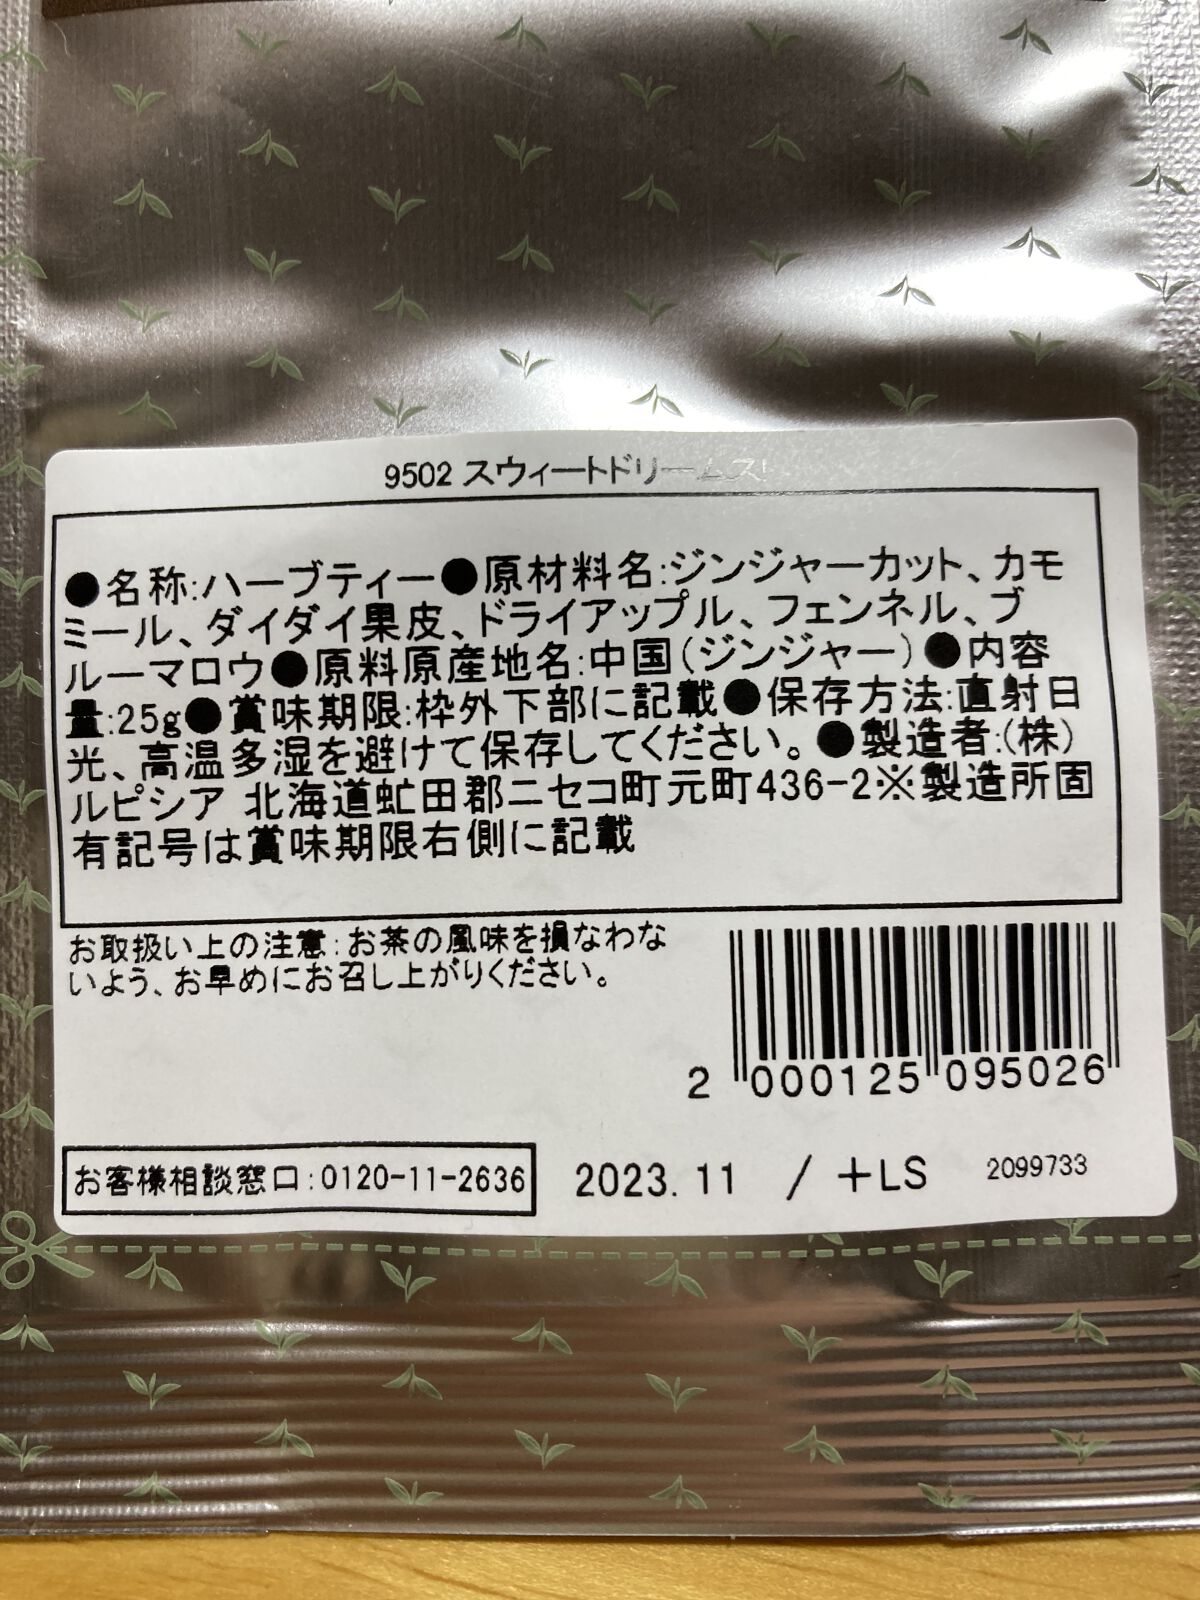 9502 スウィートドリームス!
●名称:ハーブティー●原材料名:ジンジャーカット、カモ
ミール、ダイダイ果皮、ドライアップル、フェンネル、ブ
ルーマロウ●原料原産地名:中国(ジンジャー)●内容
量:25g●賞味期限:枠外下部に記載●保存方法:直射日
光、高温多湿を避けて保存してください。●製造者:(株)
ルピシア 北海道虻田郡ニセコ町元町436-2※製造所固
有記号は賞味期限右側に記載
お取扱い上の注意:お茶の風味を損なわな
いよう、お早めにお召し上がりください。
2 000125 095026
お客様相談窓口:0120-11-2636
2023.11 / +LS 2099733